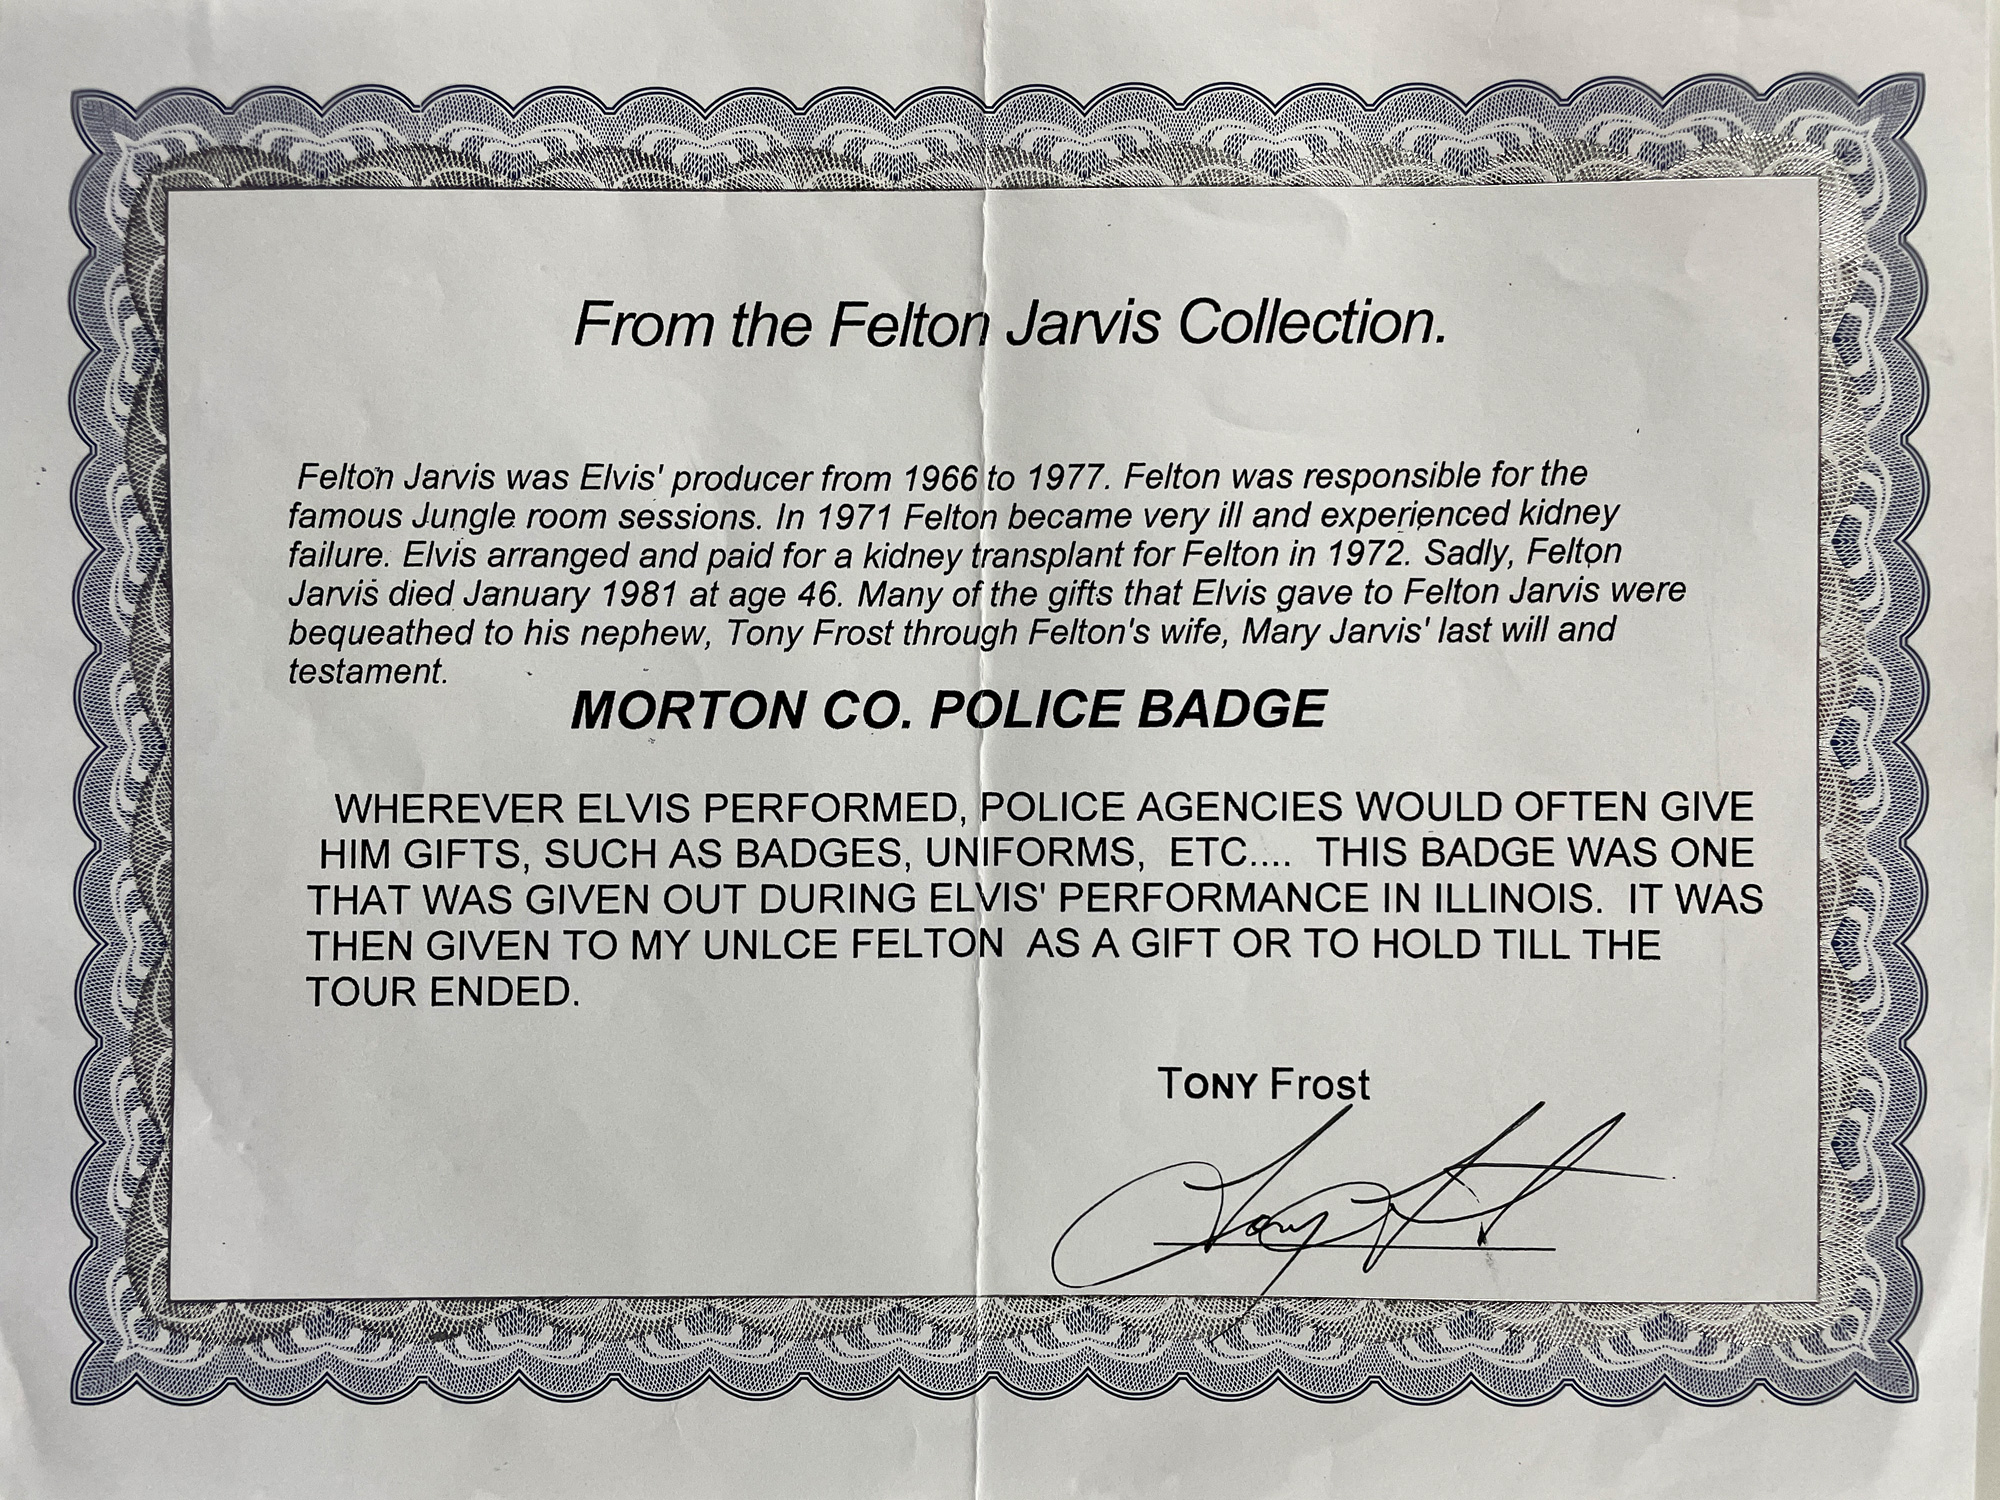 From the Felton Jarvis Collection.
Felton Jarvis was Elvis' producer from 1966 to 1977. Felton was responsible for the
famous Jungle room sessions. In 1971 Felton became very ill and experienced kidney
failure. Elvis arranged and paid for a kidney transplant for Felton in 1972. Sadly, Felton
Jarvis died January 1981 at age 46. Many of the gifts that Elvis gave to Felton Jarvis were
bequeathed to his nephew, Tony Frost through Felton's wife, Mary Jarvis' last will and
testament.
MORTON CO. POLICE BADGE
WHEREVER ELVIS PERFORMED, POLICE AGENCIES WOULD OFTEN GIVE
HIM GIFTS, SUCH AS BADGES, UNIFORMS, ETC.... THIS BADGE WAS ONE
THAT WAS GIVEN OUT DURING ELVIS' PERFORMANCE IN ILLINOIS. IT WAS
THEN GIVEN TO MY UNLCE FELTON AS A GIFT OR TO HOLD TILL THE
TOUR ENDED.
TONY Frost
Tony Frost